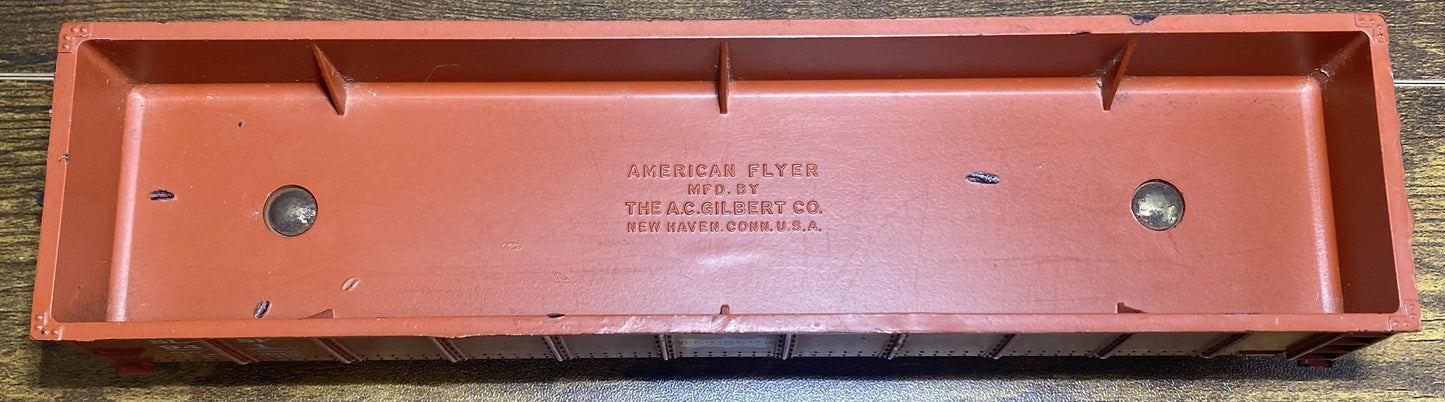 AMERICAN FLYER
MFD. BY
THE A.C.GILBERT CO.
NEW HAVEN.CONN.U.S.A.